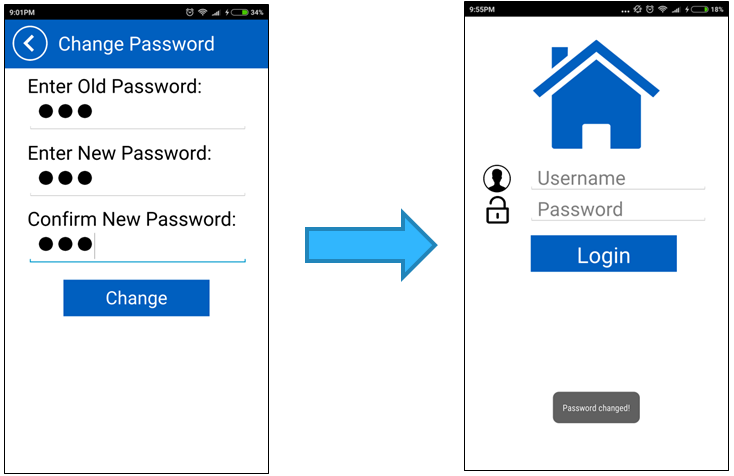 9:01PM
34%
Change Password
Enter Old Password:
Enter New Password:
Confirm New Password:
Change
9:55PM
18%
Username
Password
Login
Password changed!